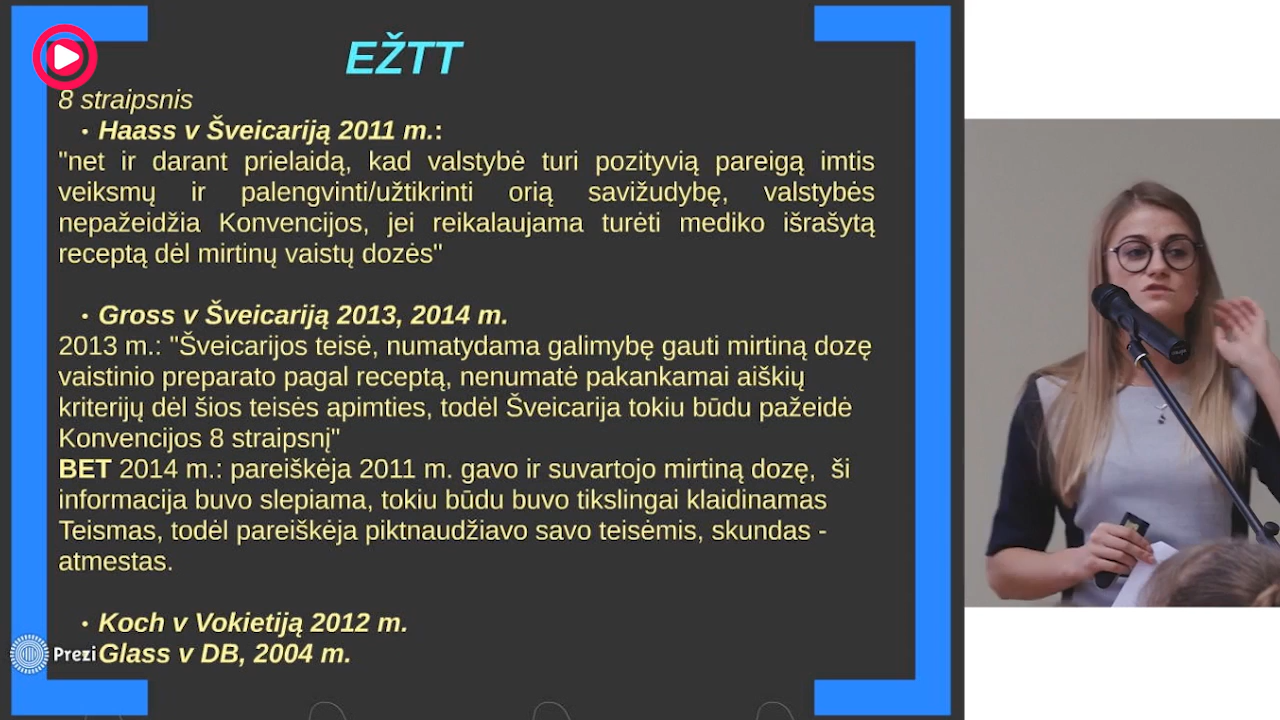 EŽTT
8 straipsnis
• Haass v Šveicariją 2011 m.:
"net ir darant prielaidą, kad valstybė turi pozityvią pareigą imtis
veiksmų ir palengvinti/užtikrinti orią savižudybę, valstybės
nepažeidžia Konvencijos, jei reikalaujama turėti mediko išrašytą
receptą dėl mirtinų vaistų dozės"
• Gross v Šveicariją 2013, 2014 m.
2013 m.: "Šveicarijos teisė, numatydama galimybę gauti mirtiną dozę
vaistinio preparato pagal receptą, nenumatė pakankamai aiškių
kriterijų dėl šios teisės apimties, todėl Šveicarija tokiu būdu pažeidė
Konvencijos 8 straipsnį"
BET 2014 m.: pareiškėja 2011 m. gavo ir suvartojo mirtiną dozę, ši
informacija buvo slepiama, tokiu būdu buvo tikslingai klaidinamas
Teismas, todėl pareiškėja piktnaudžiavo savo teisėmis, skundas -
atmestas.
• Koch v Vokietiją 2012 m.
Glass v DB, 2004 m.
Prezi